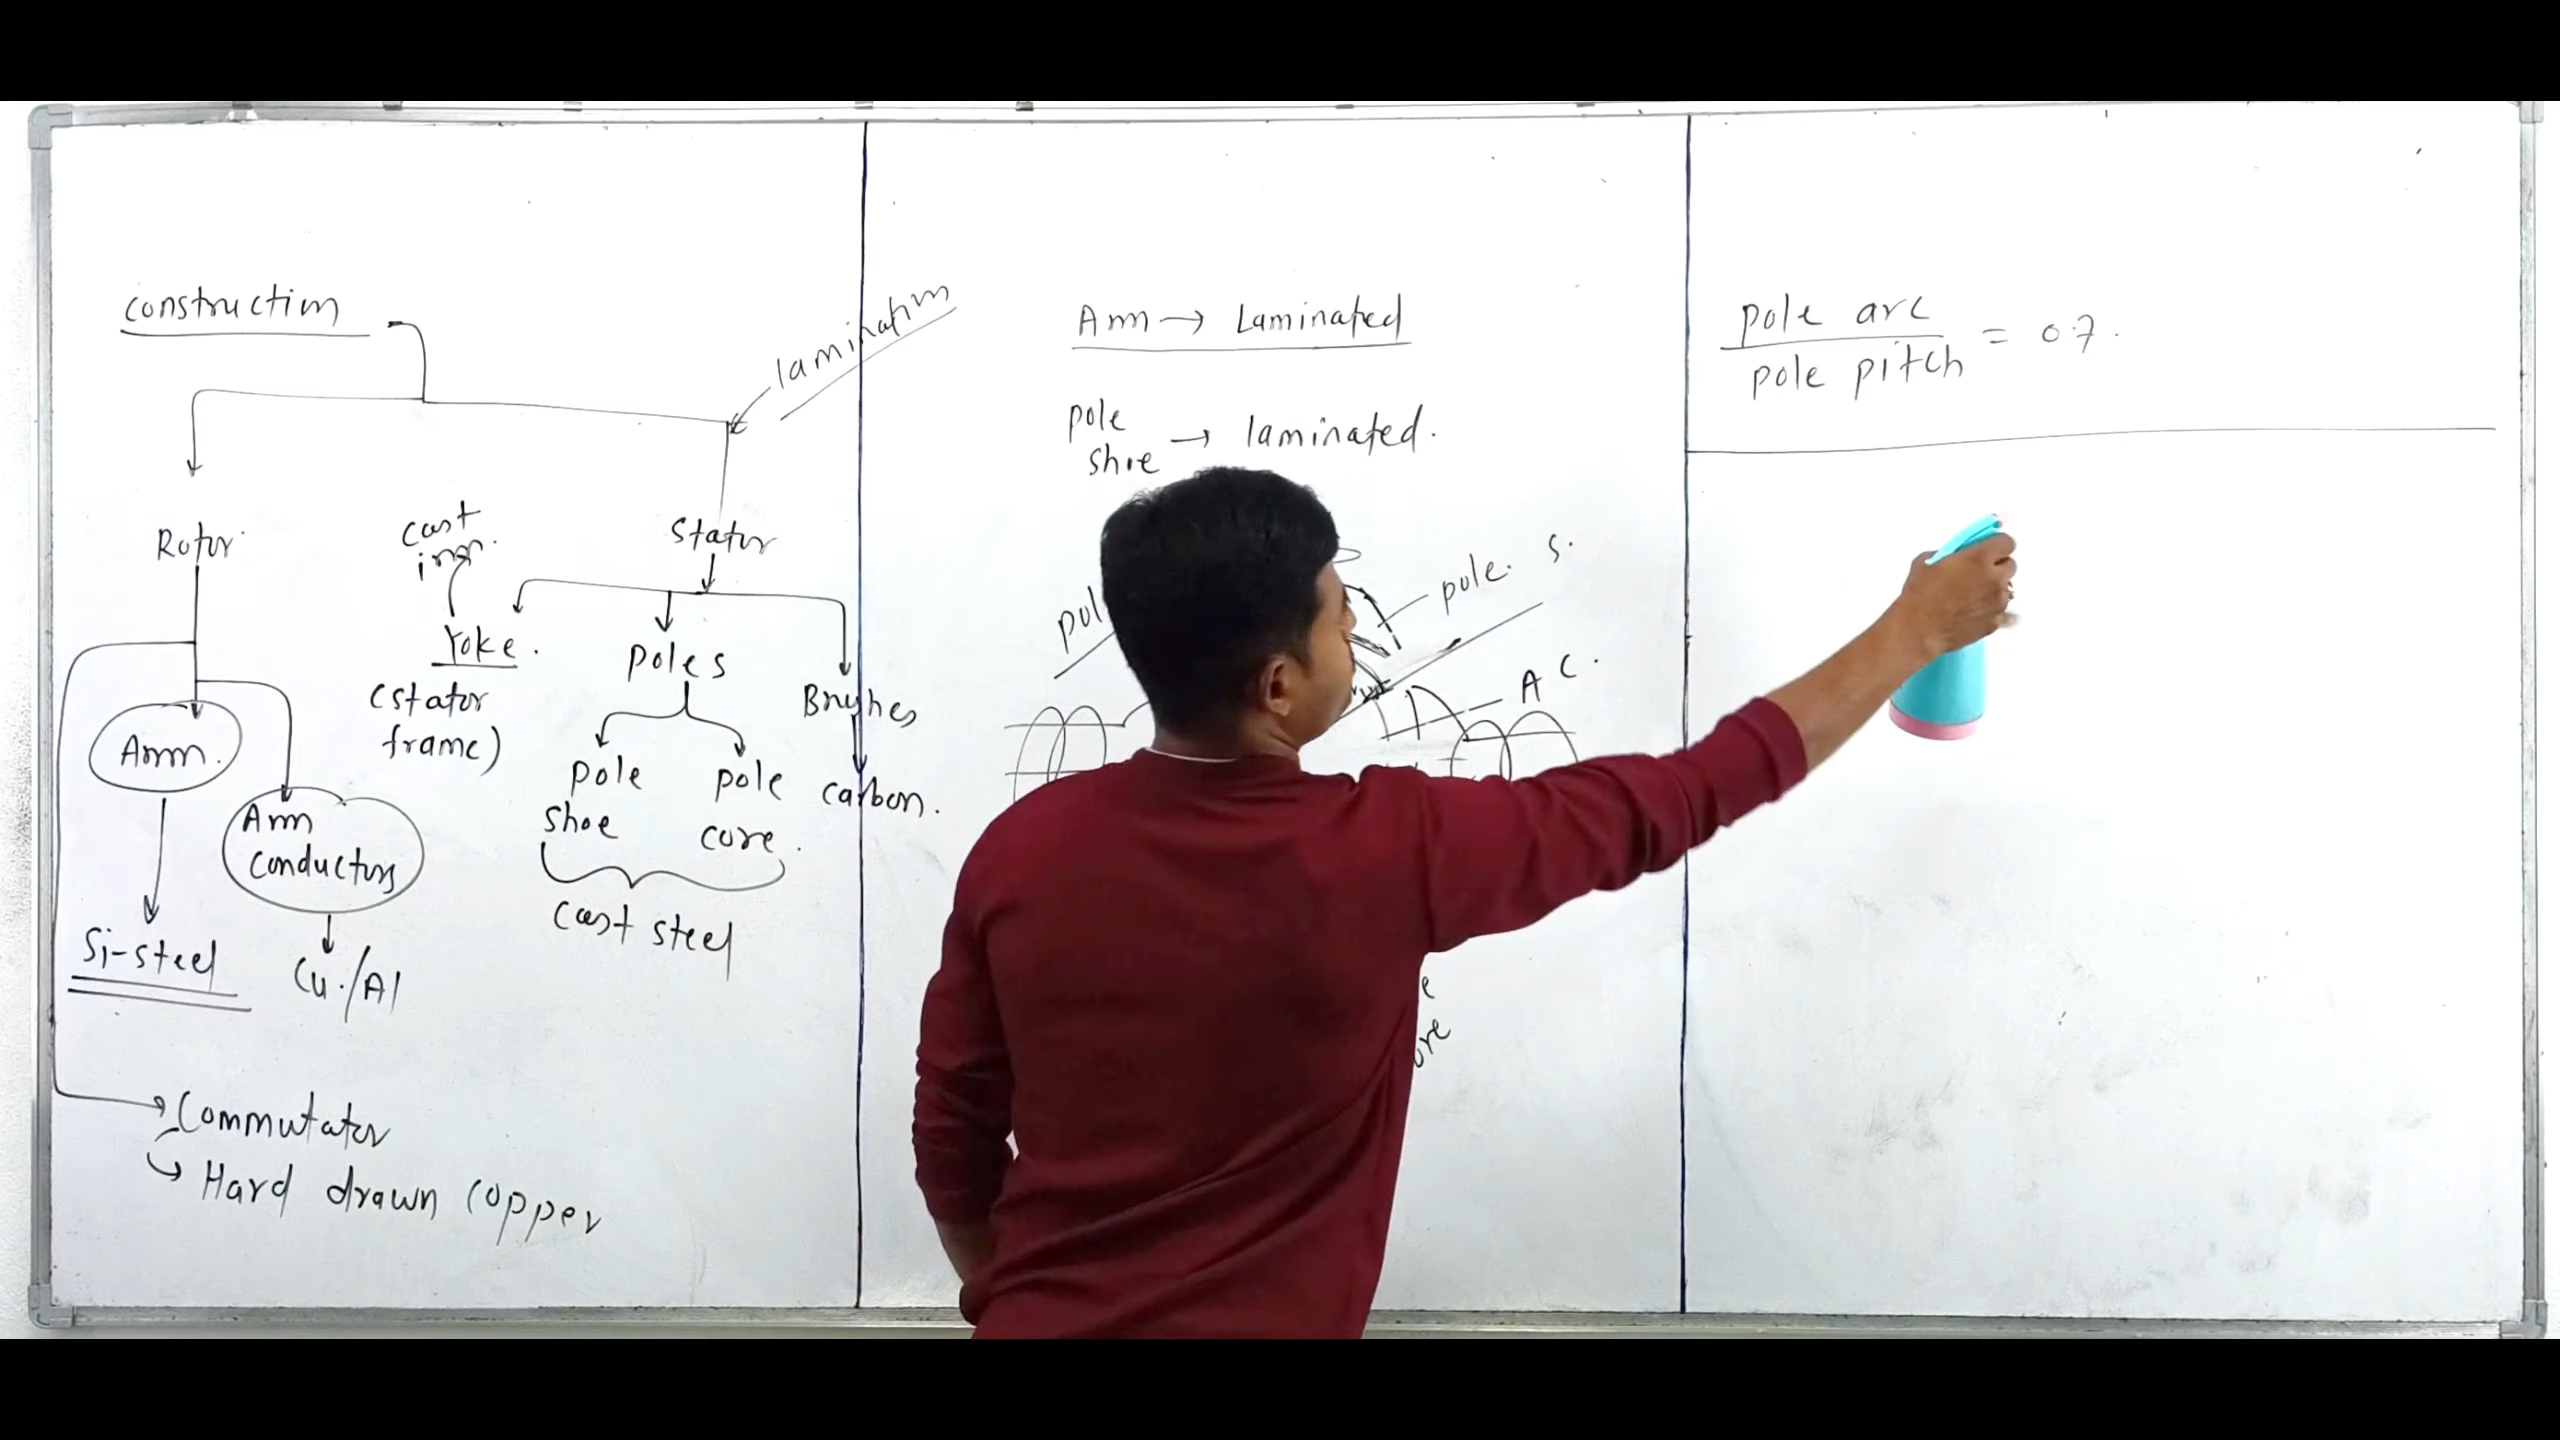 construction
lamination
Rotor
cast
iron.
Stator
Yoke.
(stator
frame)
poles
Brushes
carbon.
Arm.
pole
shoe
pole
core.
Arm
conductors
cast steel
Si-steel
Cu./Al
Commutator
Hard drawn copper
Arm → Laminated
pole
shoe → laminated.
pole. S.
A C.
pole arc
pole pitch = 0.7.